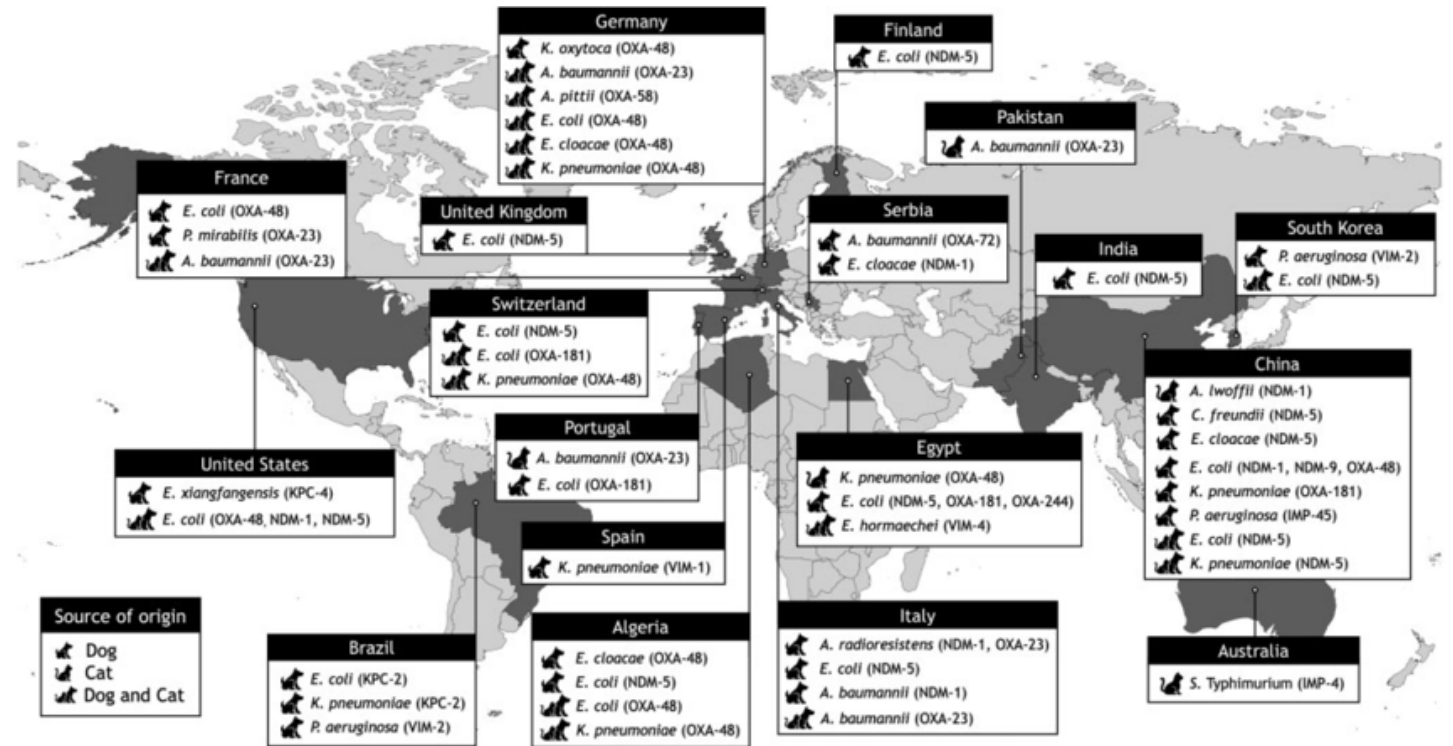 Germany
K. oxytoca (OXA-48)
A. baumannii (OXA-23)
A. pittii (OXA-58)
E. coli (OXA-48)
E. cloacae (OXA-48)
K. pneumoniae (OXA-48)
Finland
E. coli (NDM-5)
Pakistan
A. baumannii (OXA-23)
France
E. coli (OXA-48)
P. mirabilis (OXA-23)
A. baumannii (OXA-23)
United Kingdom
E. coli (NDM-5)
Serbia
A. baumannii (OXA-72)
E. cloacae (NDM-1)
India
E. coli (NDM-5)
South Korea
P. aeruginosa (VIM-2)
E. coli (NDM-5)
Switzerland
E. coli (NDM-5)
E. coli (OXA-181)
K. pneumoniae (OXA-48)
China
A. lwoffii (NDM-1)
C. freundii (NDM-5)
E. cloacae (NDM-5)
E. coli (NDM-1, NDM-9, OXA-48)
K. pneumoniae (OXA-181)
P. aeruginosa (IMP-45)
E. coli (NDM-5)
K. pneumoniae (NDM-5)
United States
E. xiangfangensis (KPC-4)
E. coli (OXA-48, NDM-1, NDM-5)
Portugal
A. baumannii (OXA-23)
E. coli (OXA-181)
Egypt
K. pneumoniae (OXA-48)
E. coli (NDM-5, OXA-181, OXA-244)
E. hormaechei (VIM-4)
Spain
K. pneumoniae (VIM-1)
Source of origin
Dog
Cat
Dog and Cat
Brazil
E. coli (KPC-2)
K. pneumoniae (KPC-2)
P. aeruginosa (VIM-2)
Algeria
E. cloacae (OXA-48)
E. coli (NDM-5)
E. coli (OXA-48)
K. pneumoniae (OXA-48)
Italy
A. radioresistens (NDM-1, OXA-23)
E. coli (NDM-5)
A. baumannii (NDM-1)
A. baumannii (OXA-23)
Australia
S. Typhimurium (IMP-4)